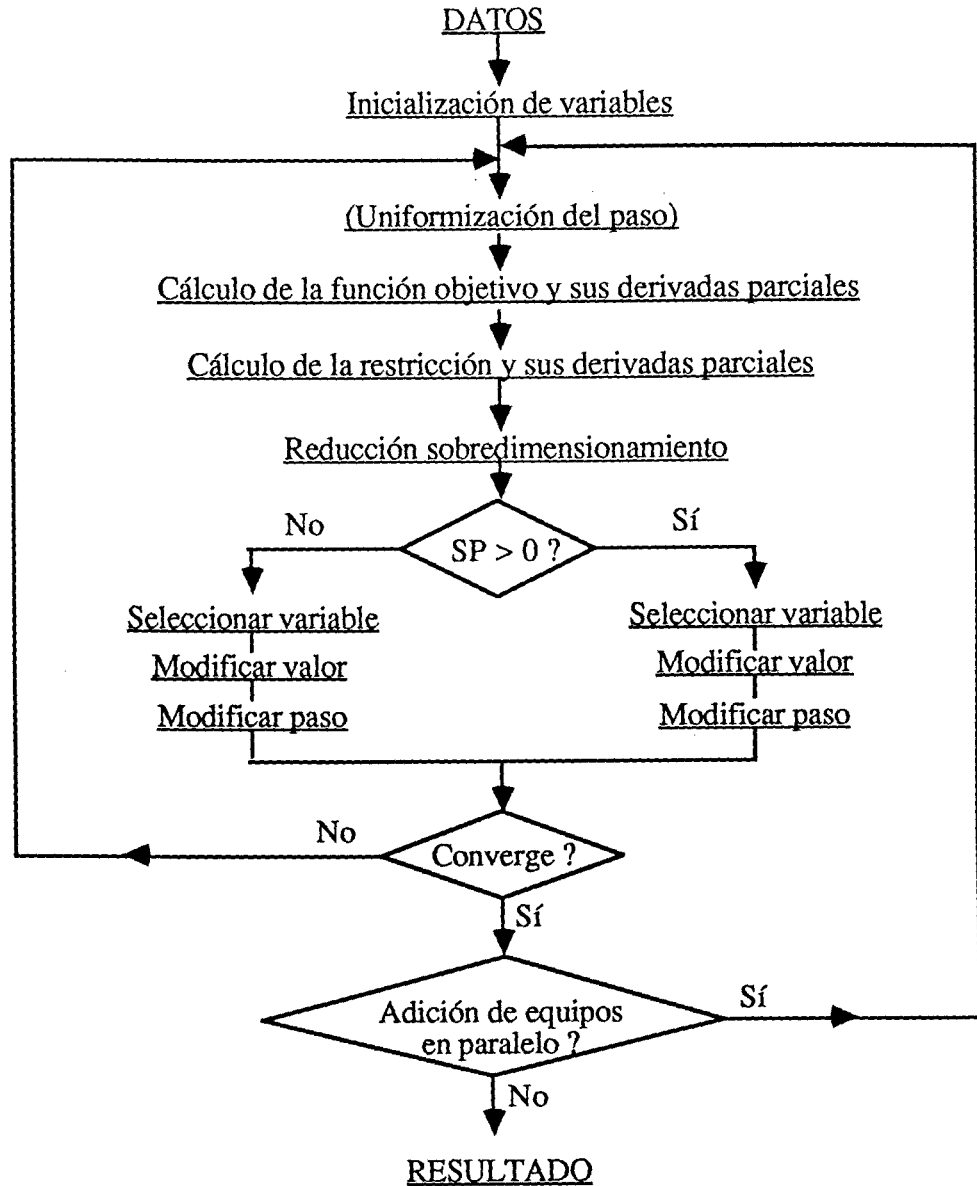 DATOS
Inicialización de variables
(Uniformización del paso)
Cálculo de la función objetivo y sus derivadas parciales
Cálculo de la restricción y sus derivadas parciales
Reducción sobredimensionamiento
No
SP > 0 ?
Sí
Seleccionar variable
Modificar valor
Modificar paso
Seleccionar variable
Modificar valor
Modificar paso
No
Converge ?
Sí
Adición de equipos
en paralelo ?
Sí
No
RESULTADO